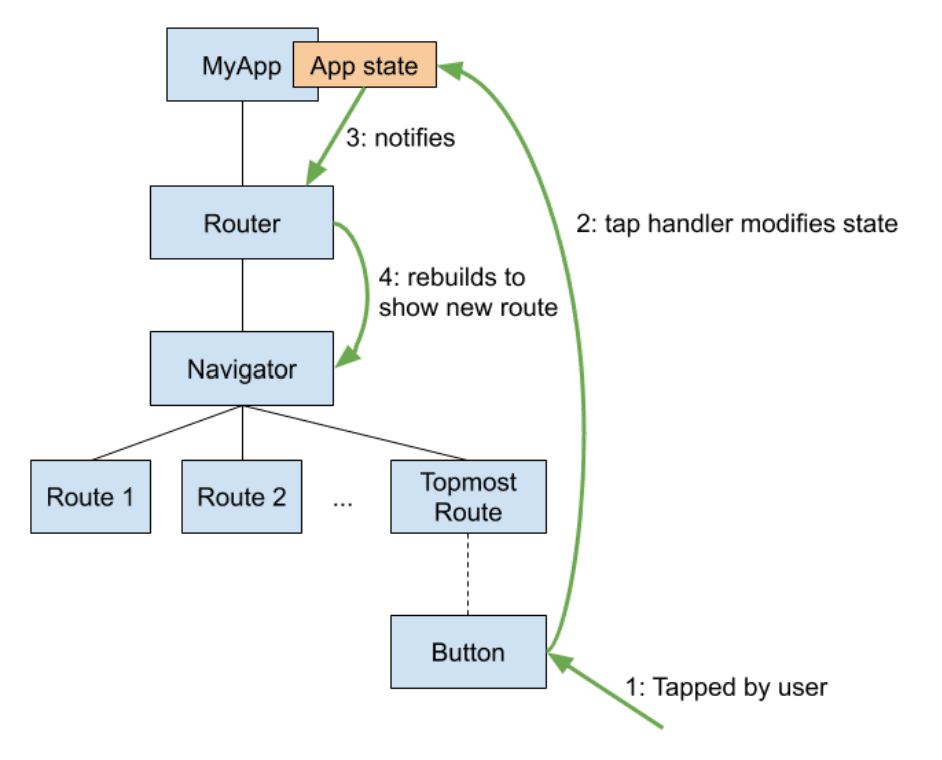 MyApp
App state
3: notifies
Router
2: tap handler modifies state
4: rebuilds to
show new route
Navigator
Route 1
Route 2
...
Topmost
Route
Button
1: Tapped by user